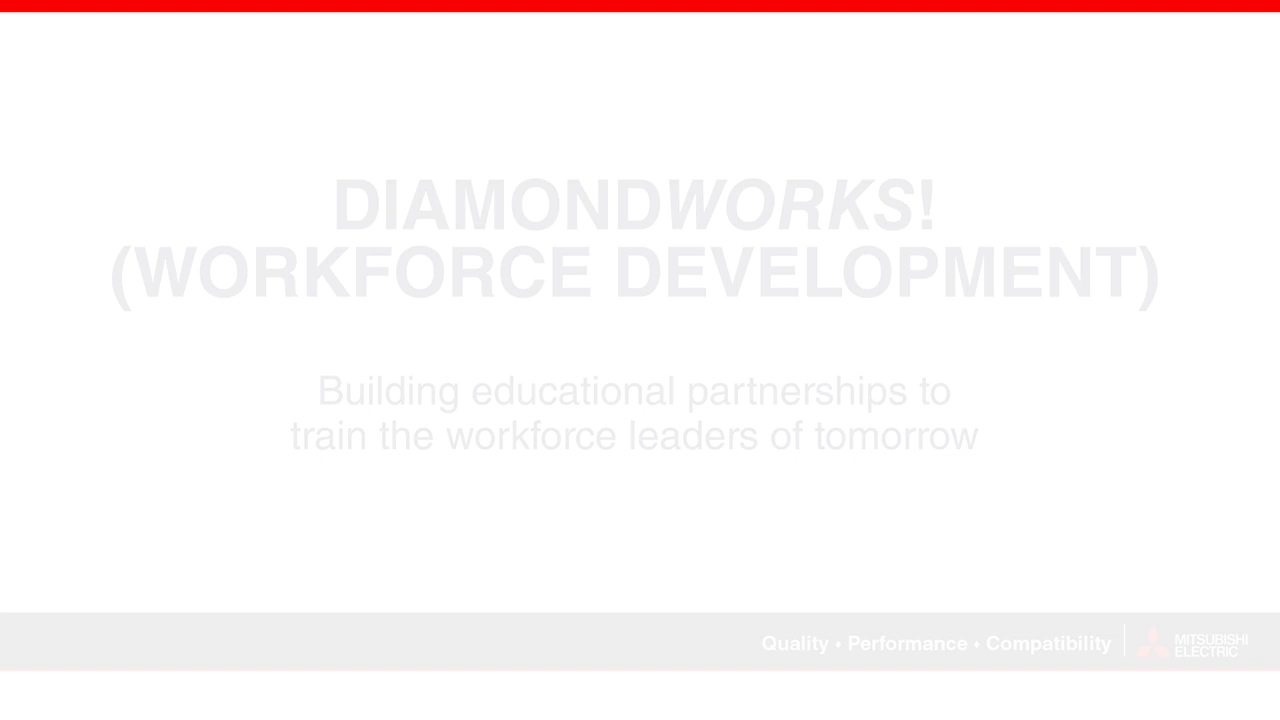 DIAMONDWORKS!
(WORKFORCE DEVELOPMENT)
Building educational partnerships to
train the workforce leaders of tomorrow
Quality ♦ Performance ♦ Compatibility
MITSUBISHI
ELECTRIC